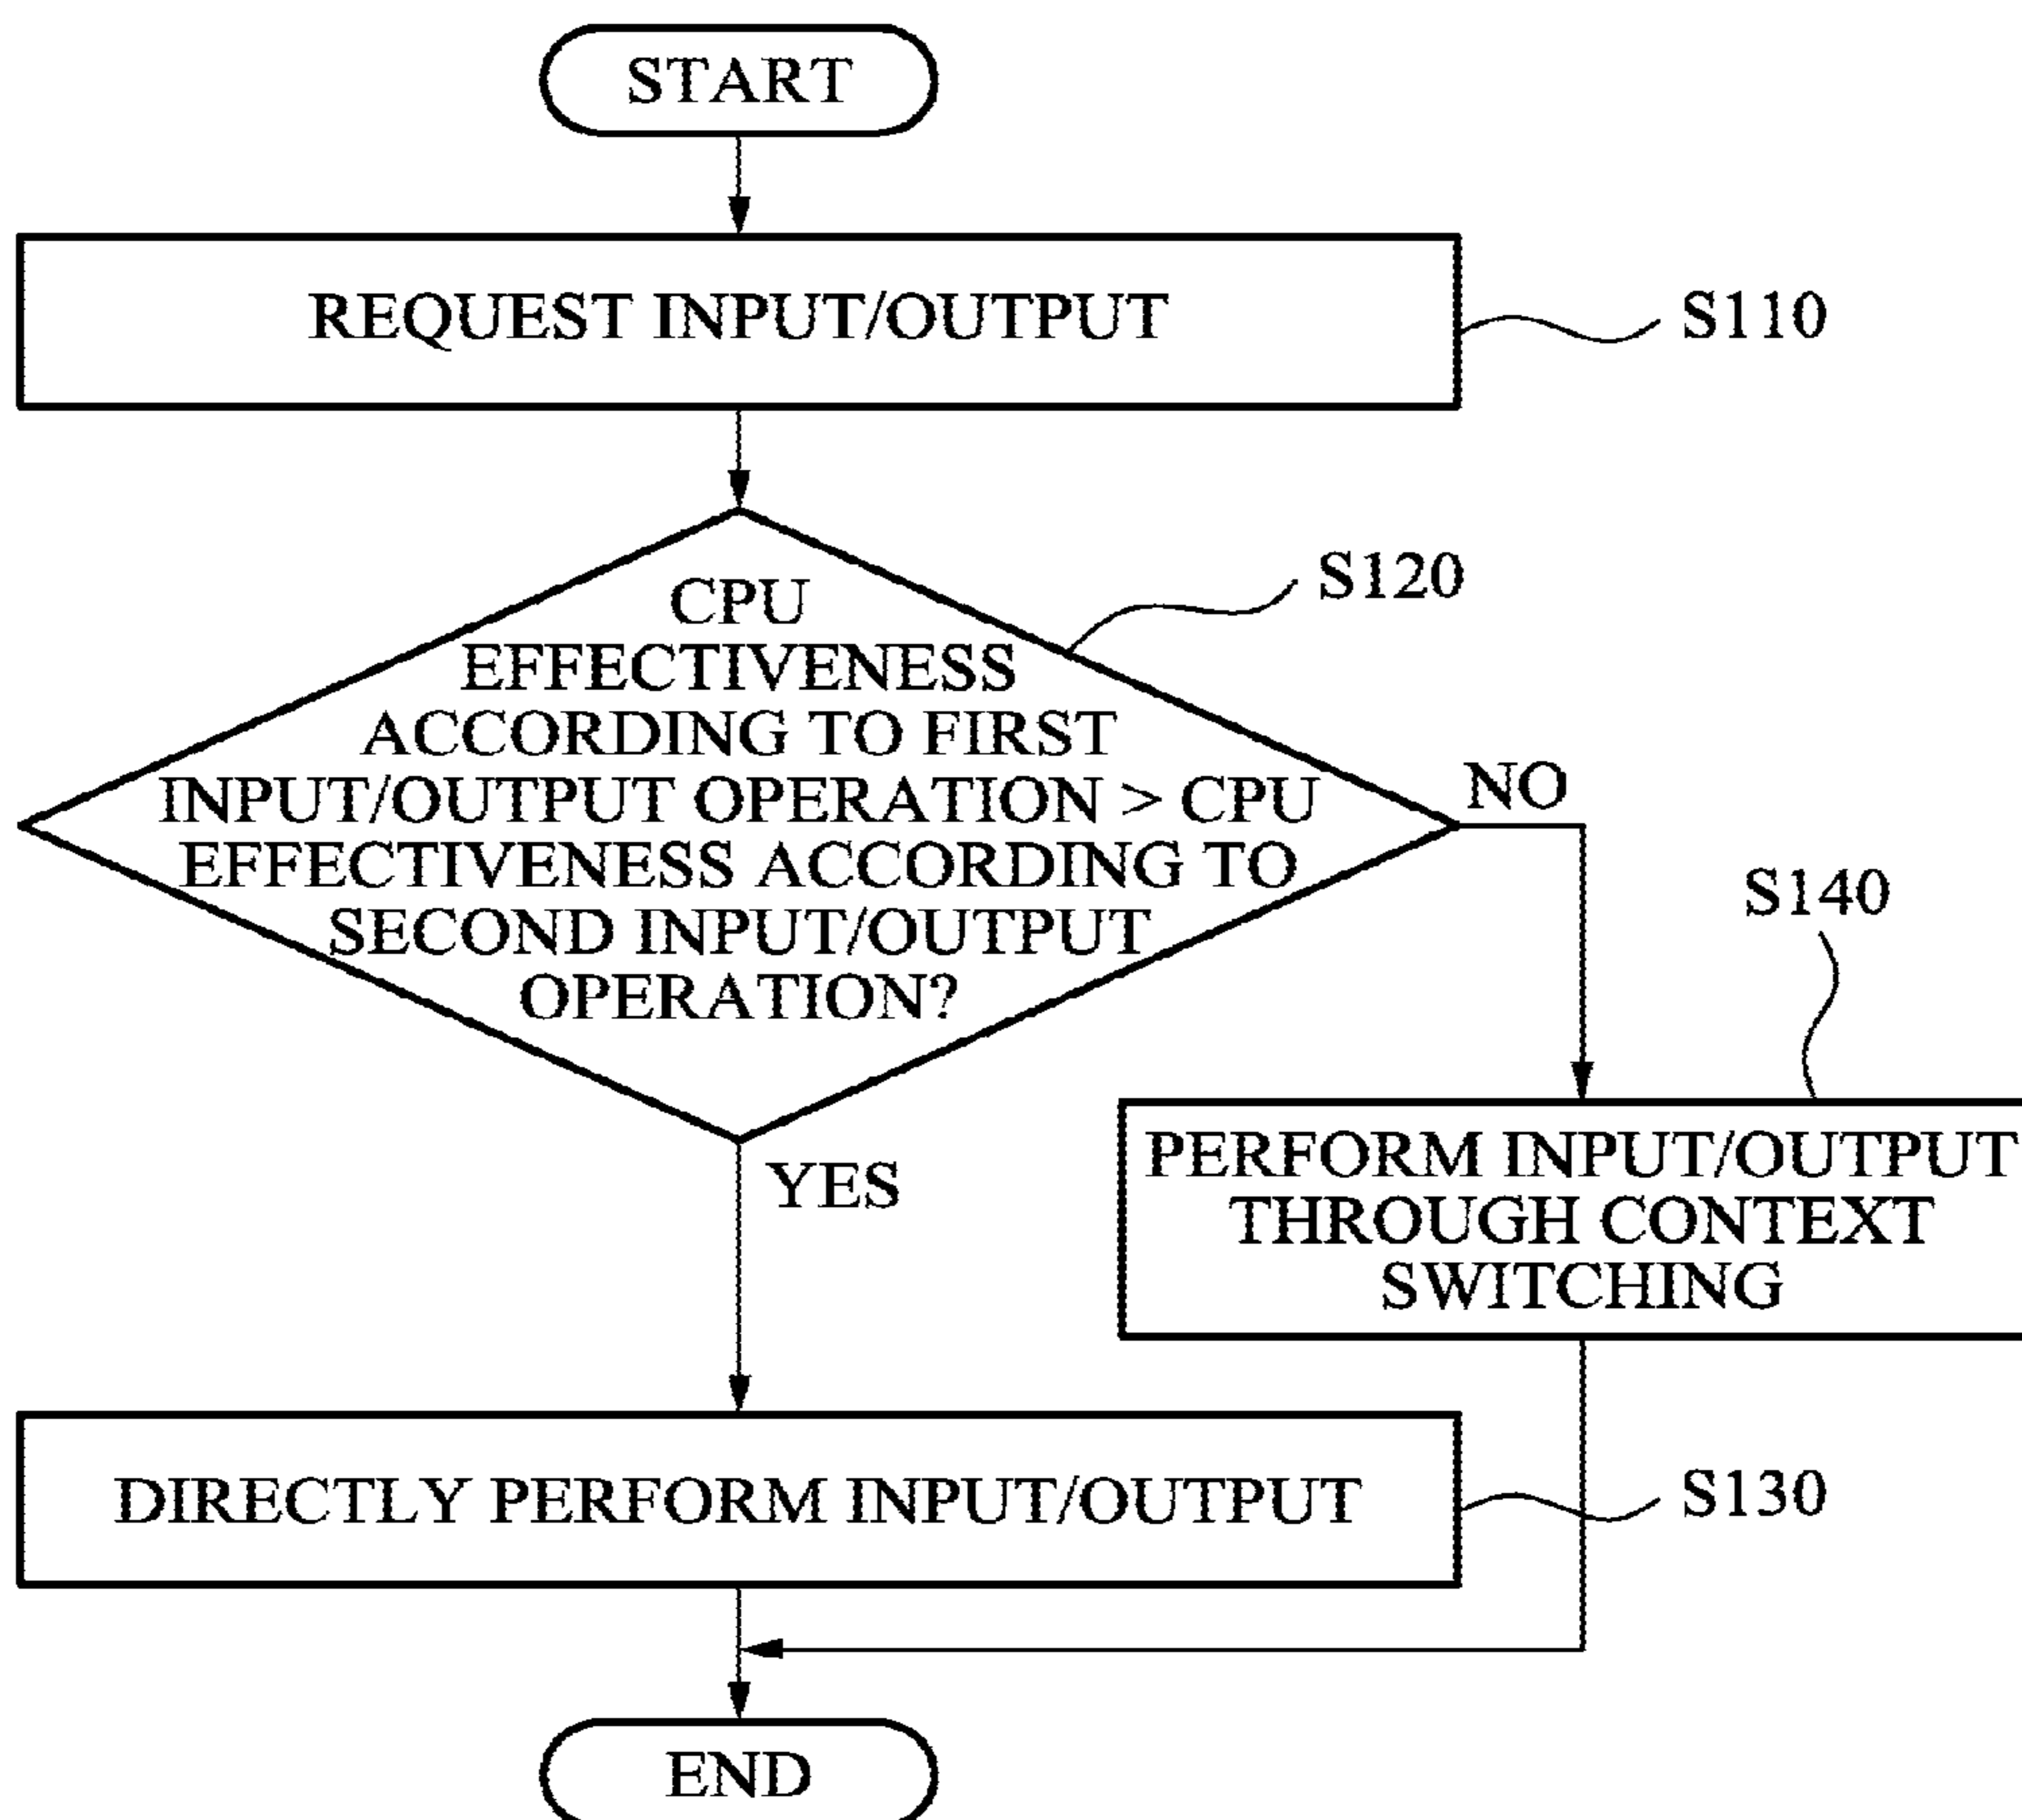 START
REQUEST INPUT/OUTPUT
S110
S120
CPU
EFFECTIVENESS
ACCORDING TO FIRST
INPUT/OUTPUT OPERATION > CPU
EFFECTIVENESS ACCORDING TO
SECOND INPUT/OUTPUT
OPERATION?
NO
S140
PERFORM INPUT/OUTPUT
THROUGH CONTEXT
SWITCHING
YES
DIRECTLY PERFORM INPUT/OUTPUT
S130
END